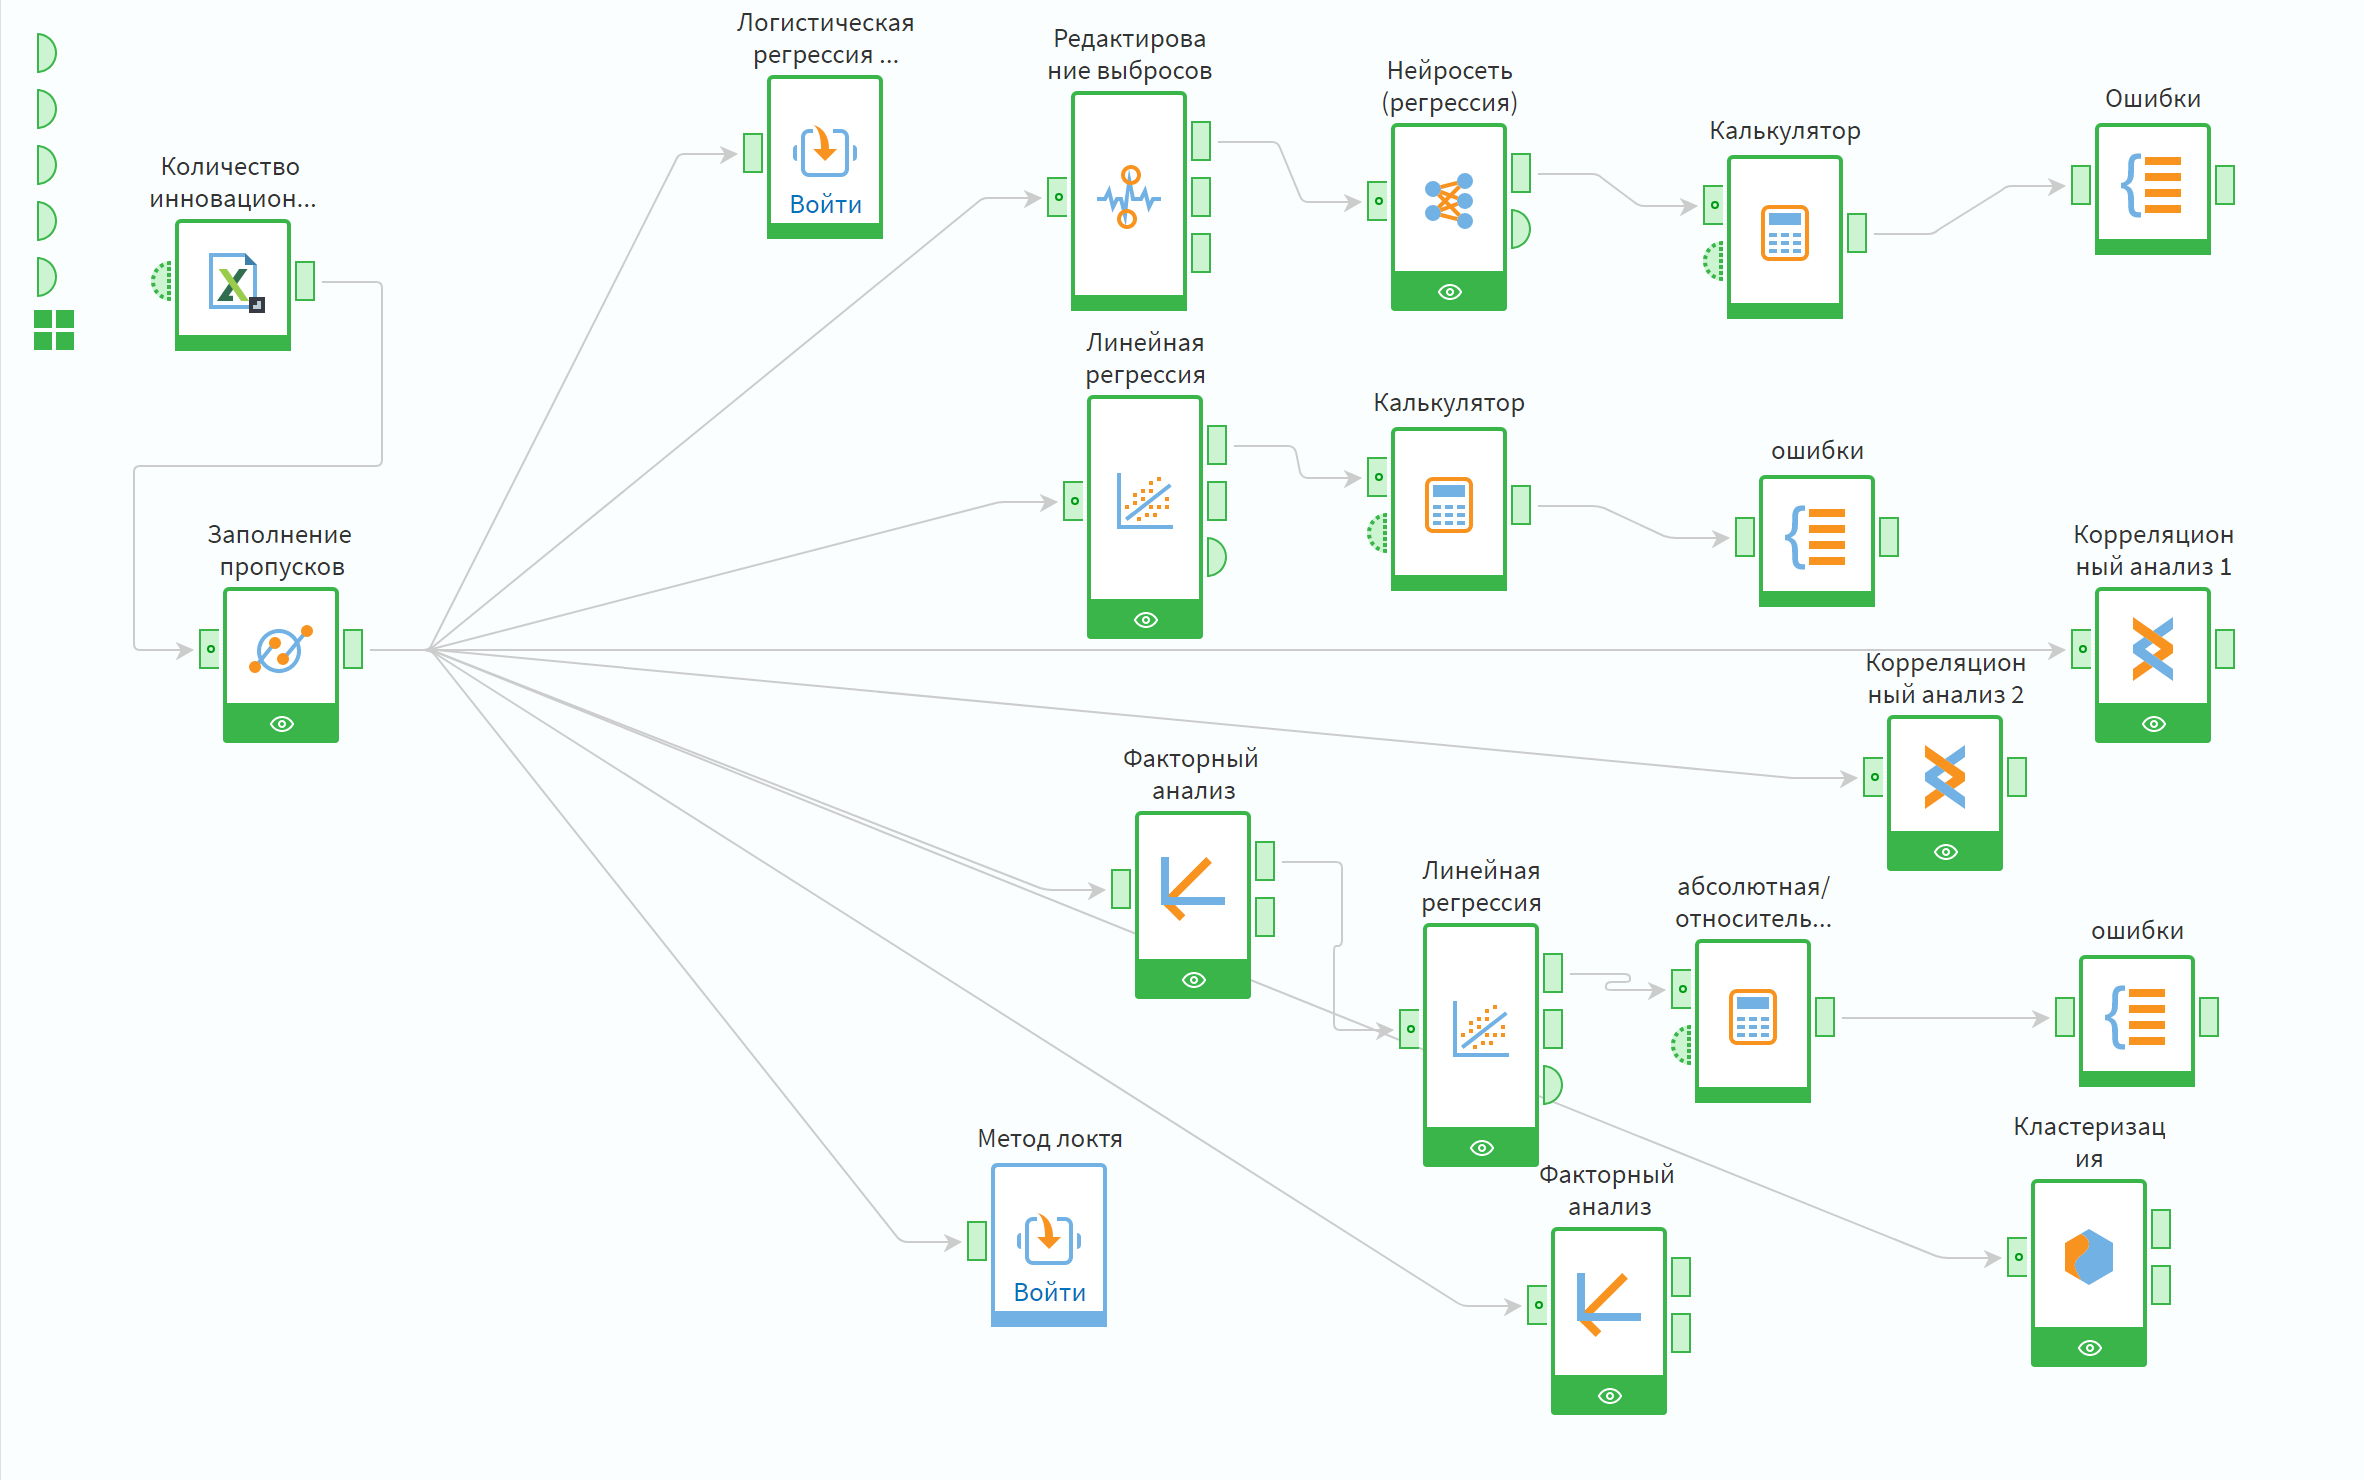 Логистическая
регрессия ...
Войти
Редактирова
ние выбросов
Нейросеть
(регрессия)
Калькулятор
Ошибки
Количество
инновацион...
Линейная
регрессия
Калькулятор
ошибки
Заполнение
пропусков
Корреляцион
ный анализ 1
Корреляцион
ный анализ 2
Факторный
анализ
Линейная
регрессия
абсолютная/
относитель...
ошибки
Метод локтя
Войти
Факторный
анализ
Кластеризац
ия